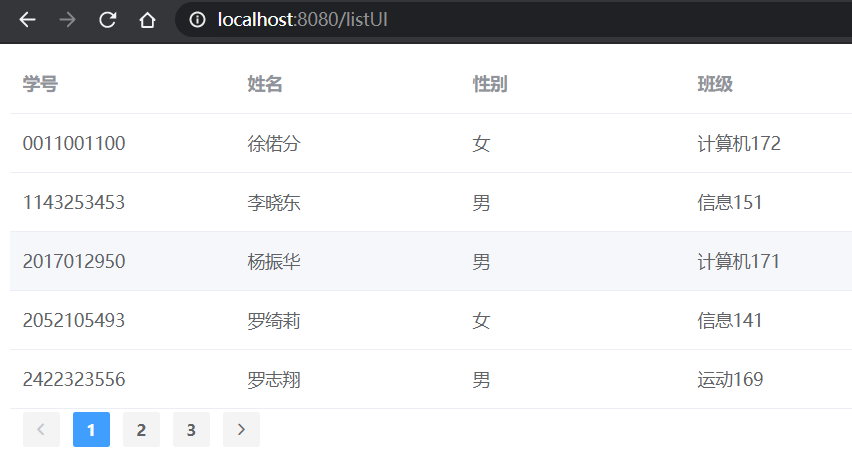 localhost:8080/listUI
学号 姓名 性别 班级
0011001100 徐偌分 女 计算机172
1143253453 李晓东 男 信息151
2017012950 杨振华 男 计算机171
2052105493 罗绮莉 女 信息141
2422323556 罗志翔 男 运动169
1 2 3